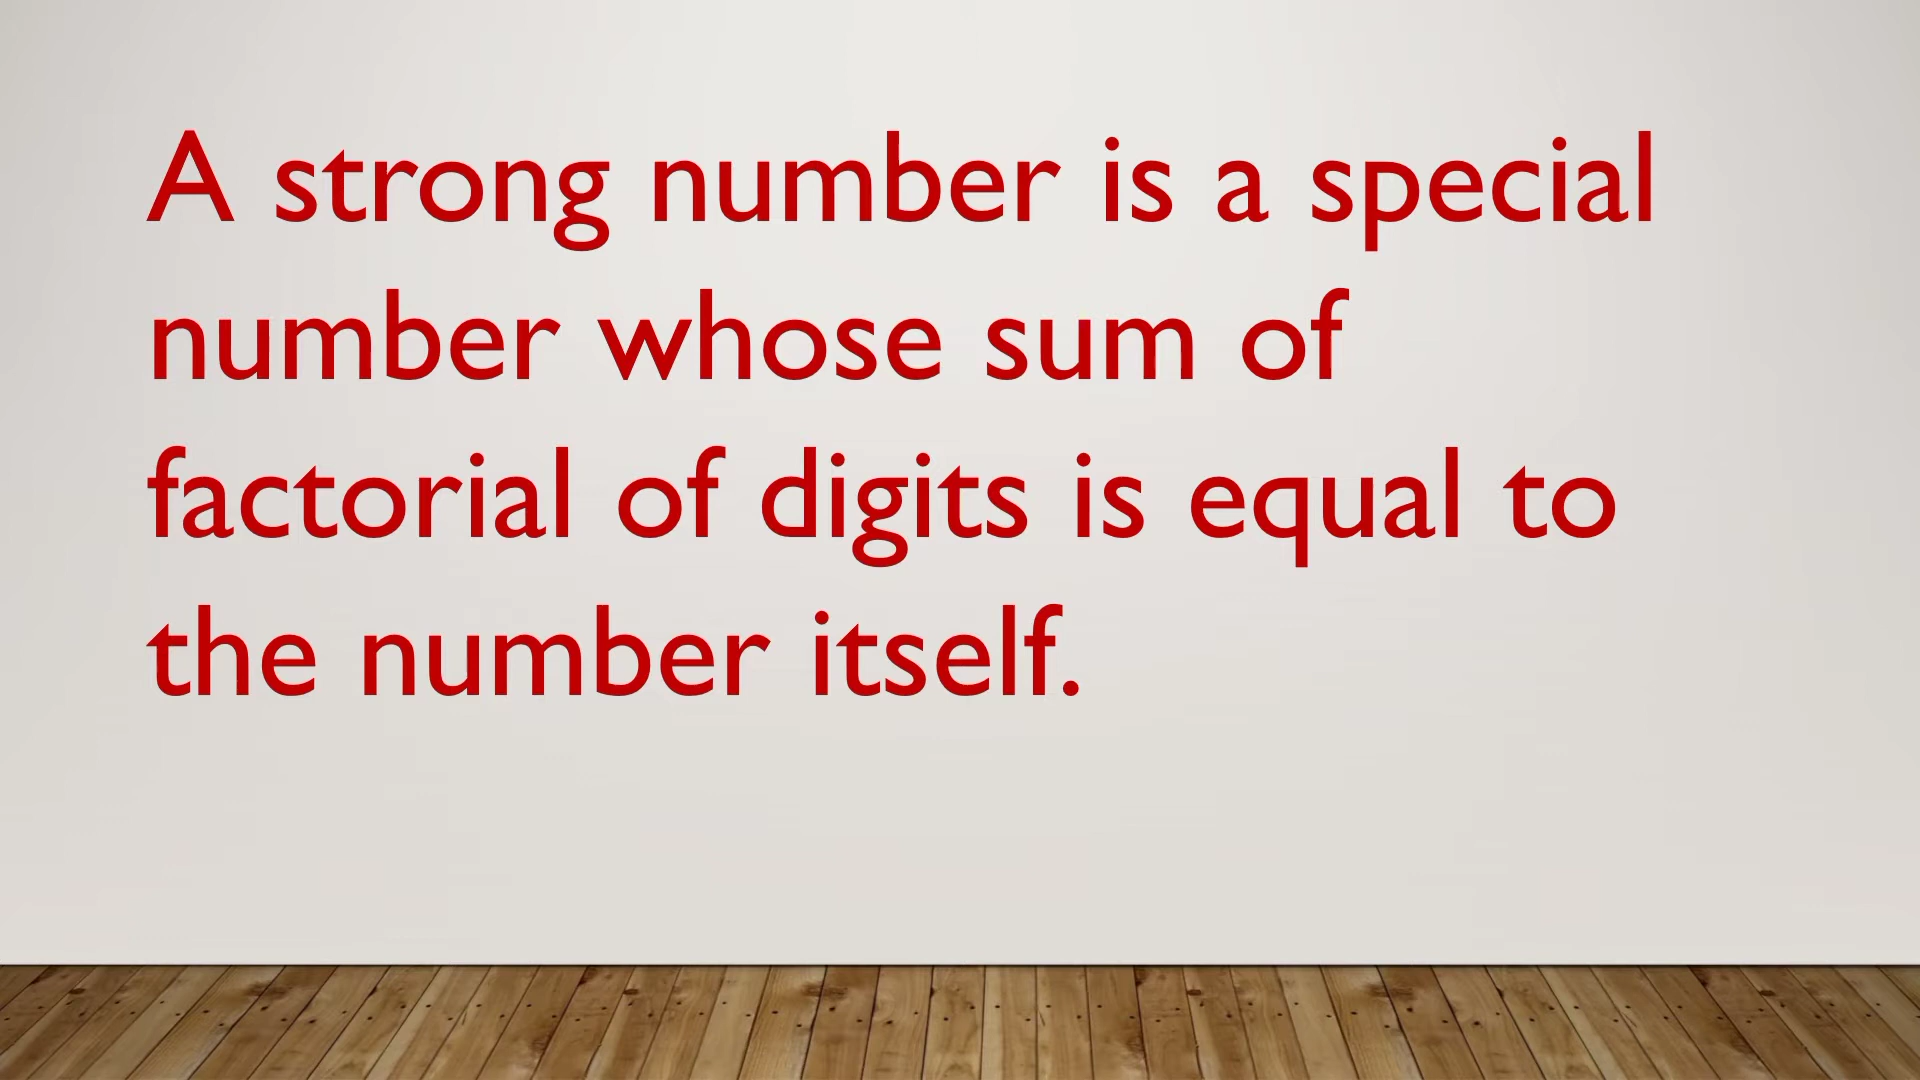 A strong number is a special
number whose sum of
factorial of digits is equal to
the number itself.